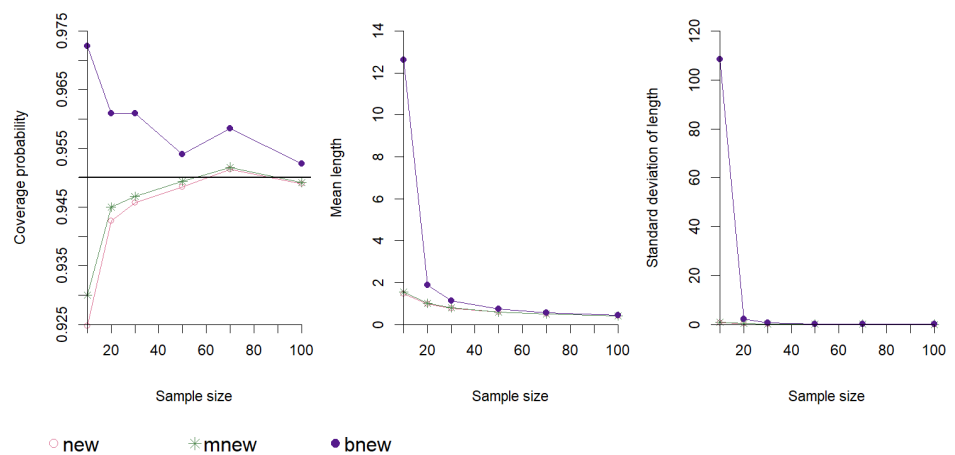 Coverage probability
0.925 0.935 0.945 0.955 0.965 0.975
20 40 60 80 100
Sample size
Mean length
0 2 4 6 8 10 12 14
20 40 60 80 100
Sample size
Standard deviation of length
0 20 40 60 80 100 120
20 40 60 80 100
Sample size
new mnew bnew